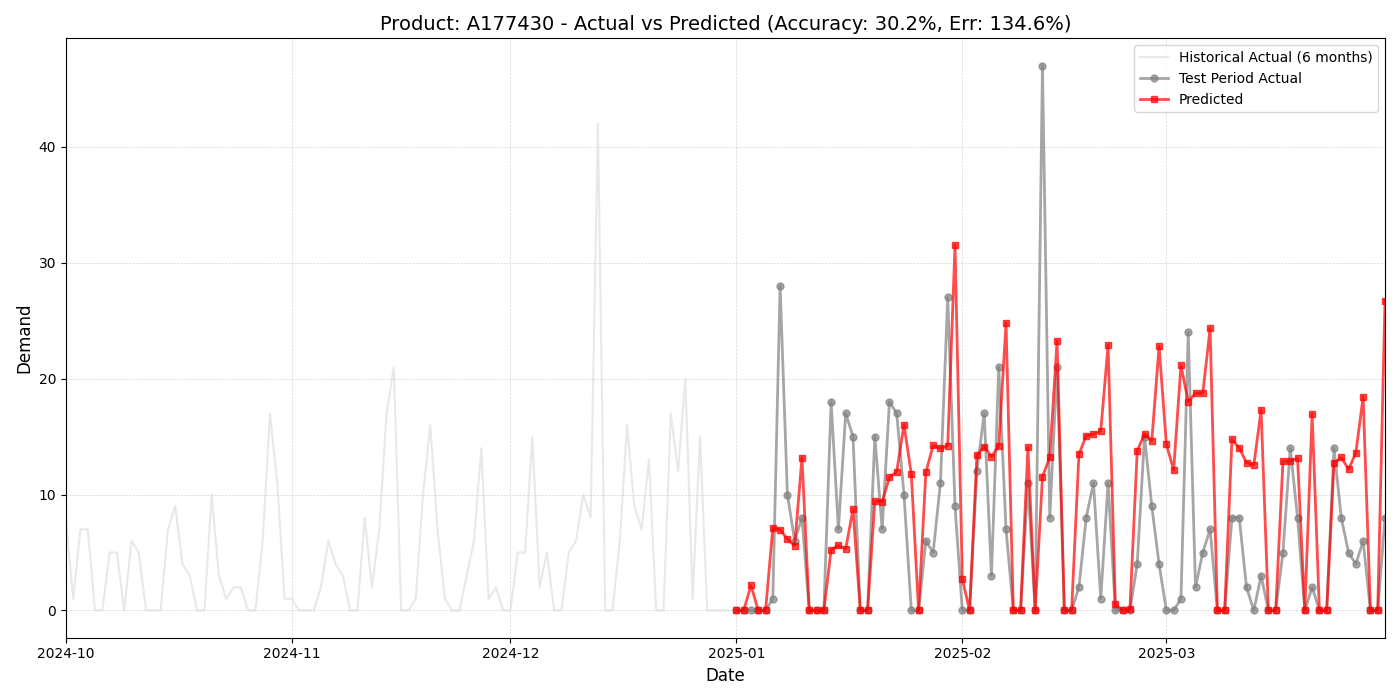 Product: A177430 - Actual vs Predicted (Accuracy: 30.2%, Err: 134.6%)
Historical Actual (6 months)
Test Period Actual
Predicted
Demand
40
30
20
10
0
2024-10
2024-11
2024-12
2025-01
2025-02
2025-03
Date